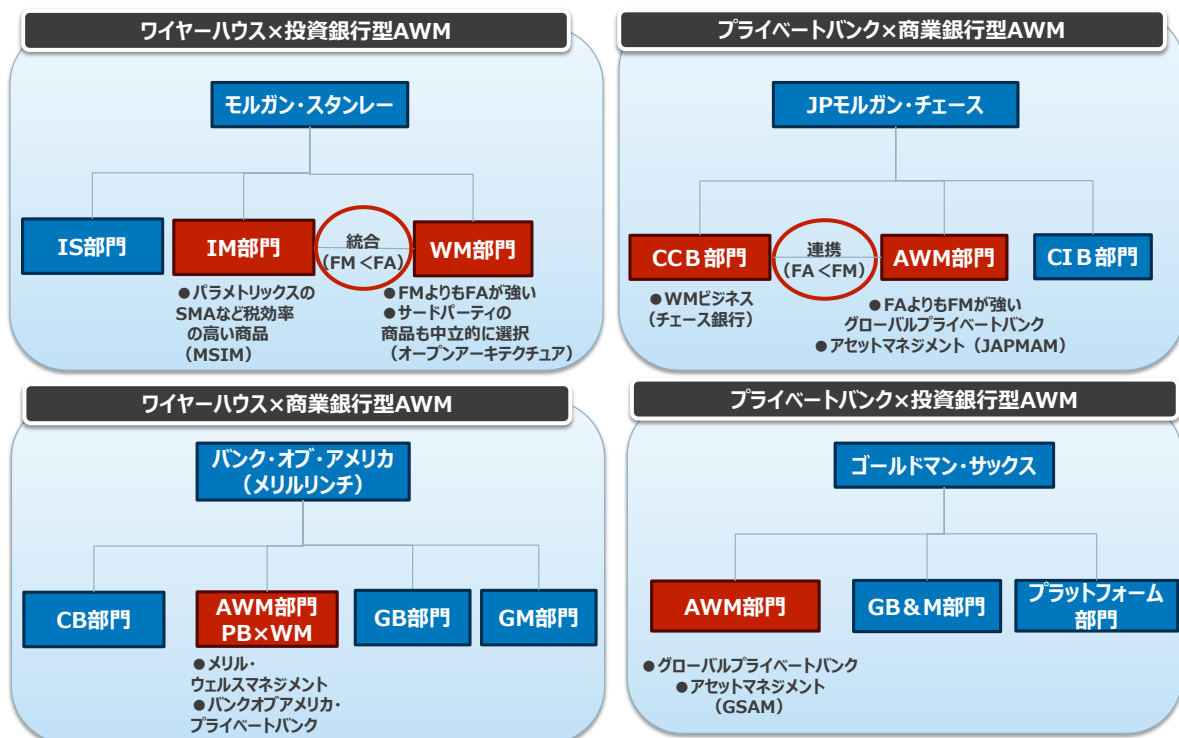 ワイヤーハウス×投資銀行型AWM
モルガン・スタンレー
IS部門
IM部門
統合
(FM<FA)
WM部門
●パラメトリックスの
SMAなど税効率
の高い商品
(MSIM)
●FMよりもFAが強い
●サードパーティの
商品も中立的に選択
(オープンアーキテクチュア)
プライベートバンク×商業銀行型AWM
JPモルガン・チェース
CCB部門
連携
(FA<FM)
AWM部門
CIB部門
●WMビジネス
(チェース銀行)
●FAよりもFMが強い
グローバルプライベートバンク
●アセットマネジメント(JAPMAM)
ワイヤーハウス×商業銀行型AWM
バンク・オブ・アメリカ
(メリルリンチ)
CB部門
AWM部門
PB×WM
GB部門
GM部門
●メリル・
ウェルスマネジメント
●バンクオブアメリカ・
プライベートバンク
プライベートバンク×投資銀行型AWM
ゴールドマン・サックス
AWM部門
GB&M部門
プラットフォーム
部門
●グローバルプライベートバンク
●アセットマネジメント
(GSAM)